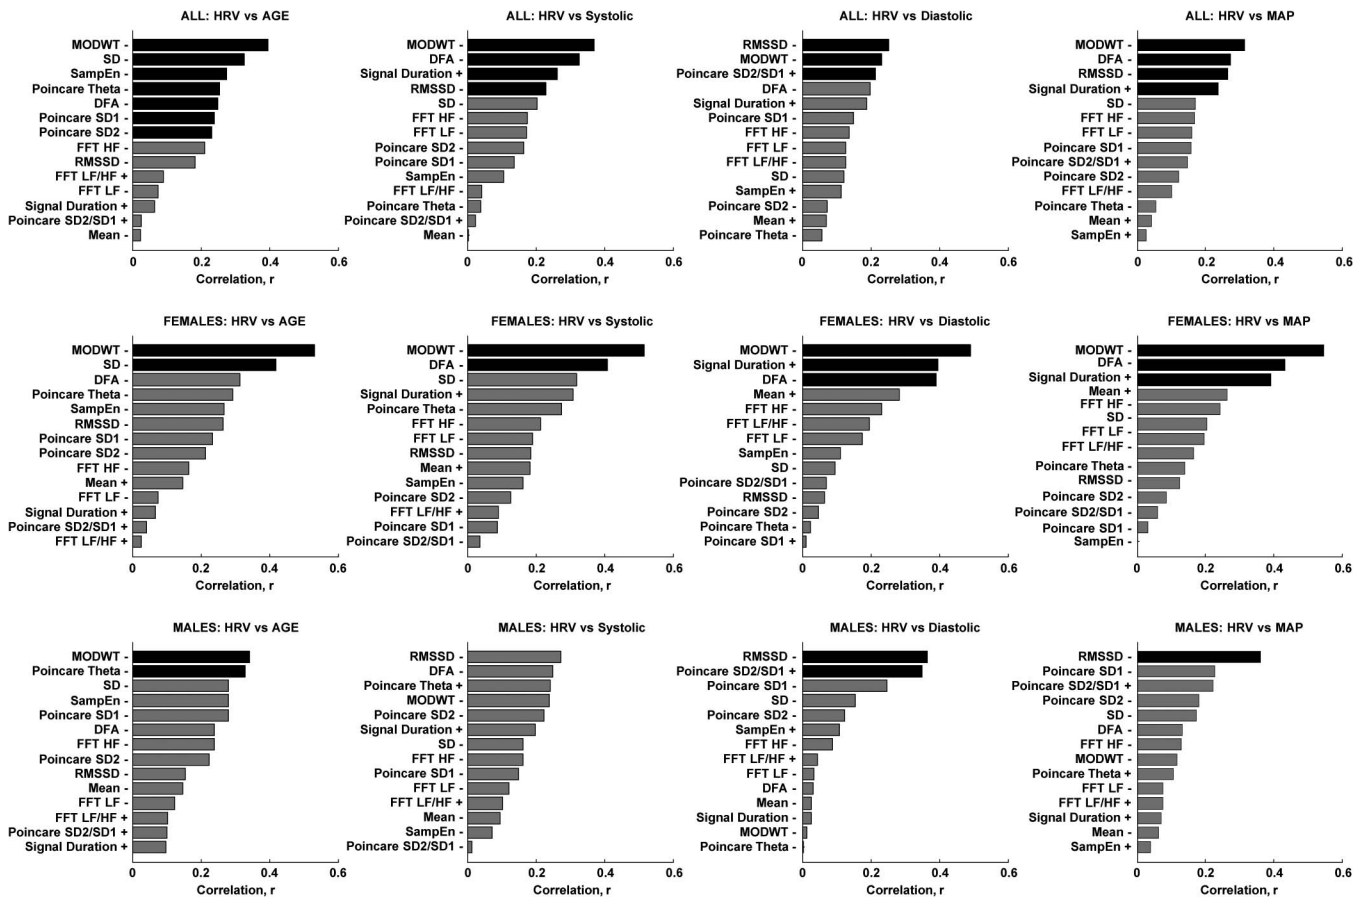 ALL: HRV vs AGE
MODWT -
SD -
SampEn -
Poincare Theta -
DFA -
Poincare SD1 -
Poincare SD2 -
FFT HF -
RMSSD -
FFT LF/HF +
FFT LF -
Signal Duration +
Poincare SD2/SD1 +
Mean -
0 0.2 0.4 0.6
Correlation, r
ALL: HRV vs Systolic
MODWT -
DFA -
Signal Duration +
RMSSD -
SD -
FFT HF -
FFT LF -
Poincare SD2 -
Poincare SD1 -
SampEn -
FFT LF/HF -
Poincare Theta -
Poincare SD2/SD1 +
Mean -
0 0.2 0.4 0.6
Correlation, r
ALL: HRV vs Diastolic
RMSSD -
MODWT -
Poincare SD2/SD1 +
DFA -
Signal Duration +
Poincare SD1 -
FFT HF -
FFT LF -
FFT LF/HF -
SD -
SampEn +
Poincare SD2 -
Mean +
Poincare Theta -
0 0.2 0.4 0.6
Correlation, r
ALL: HRV vs MAP
MODWT -
DFA -
RMSSD -
Signal Duration +
SD -
FFT HF -
FFT LF -
Poincare SD1 -
Poincare SD2/SD1 +
Poincare SD2 -
FFT LF/HF -
Poincare Theta -
Mean +
SampEn +
0 0.2 0.4 0.6
Correlation, r
FEMALES: HRV vs AGE
MODWT -
SD -
DFA -
Poincare Theta -
SampEn -
RMSSD -
Poincare SD1 -
Poincare SD2 -
FFT HF -
Mean +
FFT LF -
Signal Duration +
Poincare SD2/SD1 +
FFT LF/HF +
0 0.2 0.4 0.6
Correlation, r
FEMALES: HRV vs Systolic
MODWT -
DFA -
SD -
Signal Duration +
Poincare Theta -
FFT HF -
FFT LF -
RMSSD -
Mean +
SampEn -
Poincare SD2 -
FFT LF/HF +
Poincare SD1 -
Poincare SD2/SD1 -
0 0.2 0.4 0.6
Correlation, r
FEMALES: HRV vs Diastolic
MODWT -
Signal Duration +
DFA -
Mean +
FFT HF -
FFT LF/HF -
FFT LF -
SampEn -
SD -
Poincare SD2/SD1 -
RMSSD -
Poincare SD2 -
Poincare Theta -
Poincare SD1 +
0 0.2 0.4 0.6
Correlation, r
FEMALES: HRV vs MAP
MODWT -
DFA -
Signal Duration +
Mean +
FFT HF -
SD -
FFT LF -
FFT LF/HF -
Poincare Theta -
RMSSD -
Poincare SD2 -
Poincare SD2/SD1 -
Poincare SD1 -
SampEn -
0 0.2 0.4 0.6
Correlation, r
MALES: HRV vs AGE
MODWT -
Poincare Theta -
SD -
SampEn -
Poincare SD1 -
DFA -
FFT HF -
Poincare SD2 -
RMSSD -
Mean -
FFT LF -
FFT LF/HF +
Poincare SD2/SD1 +
Signal Duration +
0 0.2 0.4 0.6
Correlation, r
MALES: HRV vs Systolic
RMSSD -
DFA -
Poincare Theta +
MODWT -
Poincare SD2 -
Signal Duration +
SD -
FFT HF -
Poincare SD1 -
FFT LF -
FFT LF/HF +
Mean -
SampEn -
Poincare SD2/SD1 -
0 0.2 0.4 0.6
Correlation, r
MALES: HRV vs Diastolic
RMSSD -
Poincare SD2/SD1 +
Poincare SD1 -
SD -
Poincare SD2 -
SampEn +
FFT HF -
FFT LF/HF +
FFT LF -
DFA -
Mean -
Signal Duration -
MODWT -
Poincare Theta -
0 0.2 0.4 0.6
Correlation, r
MALES: HRV vs MAP
RMSSD -
Poincare SD1 -
Poincare SD2/SD1 +
Poincare SD2 -
SD -
DFA -
FFT HF -
MODWT -
Poincare Theta +
FFT LF -
FFT LF/HF +
Signal Duration +
Mean -
SampEn +
0 0.2 0.4 0.6
Correlation, r